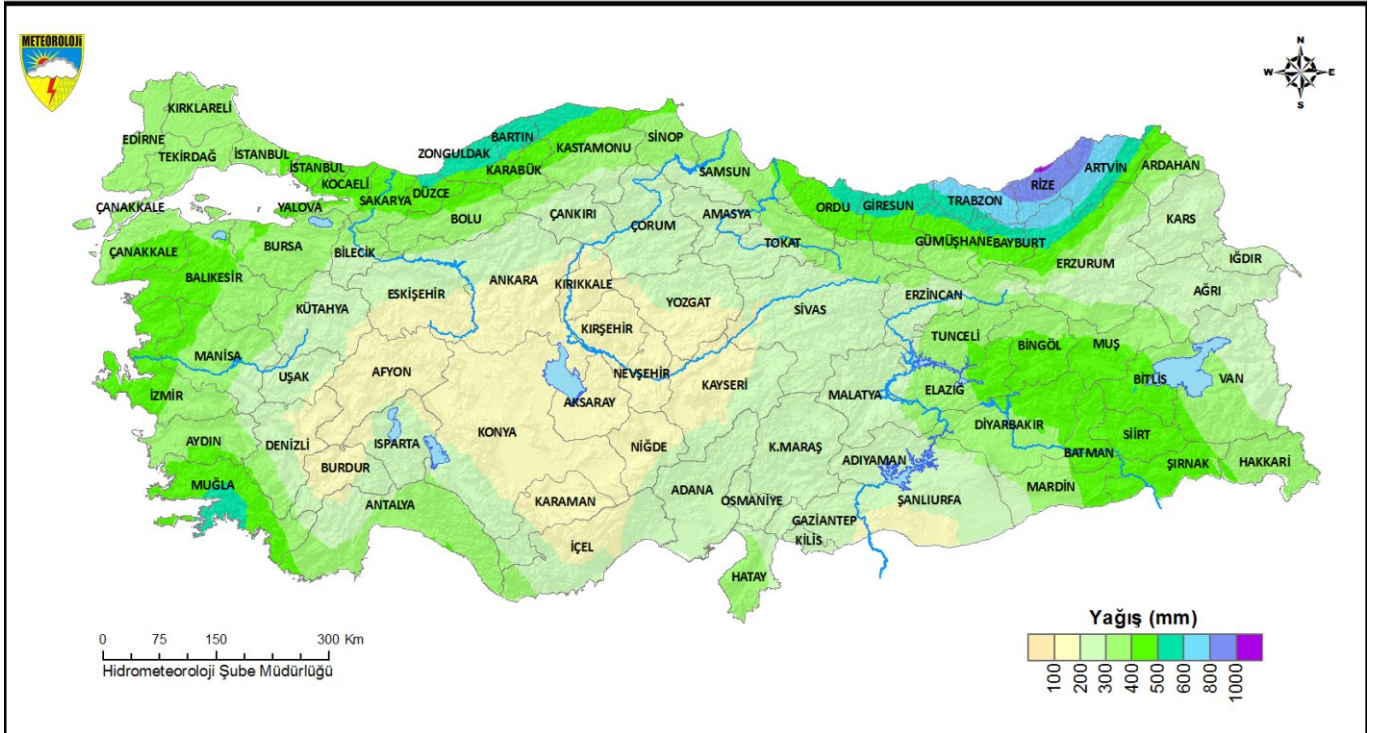 METEOROLOJİ
N
W E
S
KIRKLARELİ
EDİRNE
TEKİRDAĞ
İSTANBUL
İSTANBUL
KOCAELİ
YALOVA
SAKARYA
DÜZCE
ZONGULDAK
BARTIN
KARABÜK
KASTAMONU
SİNOP
SAMSUN
BOLU
ÇANKIRI
ÇORUM
AMASYA
TOKAT
ORDU
GİRESUN
TRABZON
RİZE
ARTVİN
ARDAHAN
KARS
GÜMÜŞHANE
BAYBURT
ERZURUM
IĞDIR
AĞRI
ÇANAKKALE
ÇANAKKALE
BALIKESİR
BURSA
BİLECİK
ESKİŞEHİR
ANKARA
KIRIKKALE
YOZGAT
SİVAS
ERZİNCAN
TUNCELİ
BİNGÖL
MUŞ
BİTLİS
VAN
KÜTAHYA
MANİSA
UŞAK
AFYON
KIRŞEHİR
NEVŞEHİR
KAYSERİ
AKSARAY
MALATYA
ELAZIĞ
DİYARBAKIR
BATMAN
SİİRT
ŞIRNAK
HAKKARİ
İZMİR
AYDIN
DENİZLİ
BURDUR
ISPARTA
KONYA
NİĞDE
K.MARAŞ
ADIYAMAN
MARDİN
MUĞLA
ANTALYA
KARAMAN
İÇEL
ADANA
OSMANİYE
GAZİANTEP
KİLİS
ŞANLIURFA
HATAY
0 75 150 300 Km
Hidrometeoroloji Şube Müdürlüğü
Yağış (mm)
100 200 300 400 500 600 800 1000